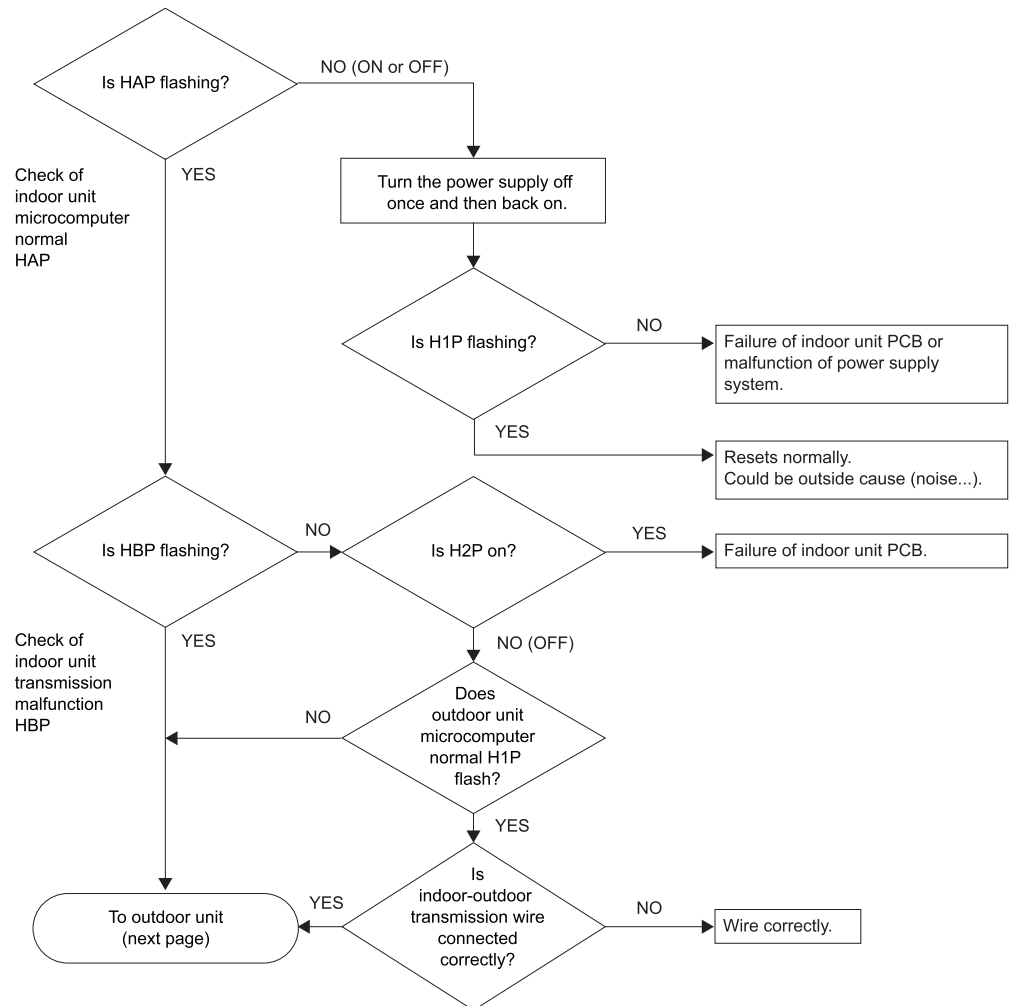 Is HAP flashing?
NO (ON or OFF)
Check of
indoor unit
microcomputer
normal
HAP
YES
Turn the power supply off
once and then back on.
Is H1P flashing?
NO
Failure of indoor unit PCB or
malfunction of power supply
system.
YES
Resets normally.
Could be outside cause (noise...).
Is HBP flashing?
NO
Is H2P on?
YES
Failure of indoor unit PCB.
Check of
indoor unit
transmission
malfunction
HBP
YES
NO (OFF)
Does
outdoor unit
microcomputer
normal H1P
flash?
NO
YES
Is
indoor-outdoor
transmission wire
connected
correctly?
YES
To outdoor unit
(next page)
NO
Wire correctly.